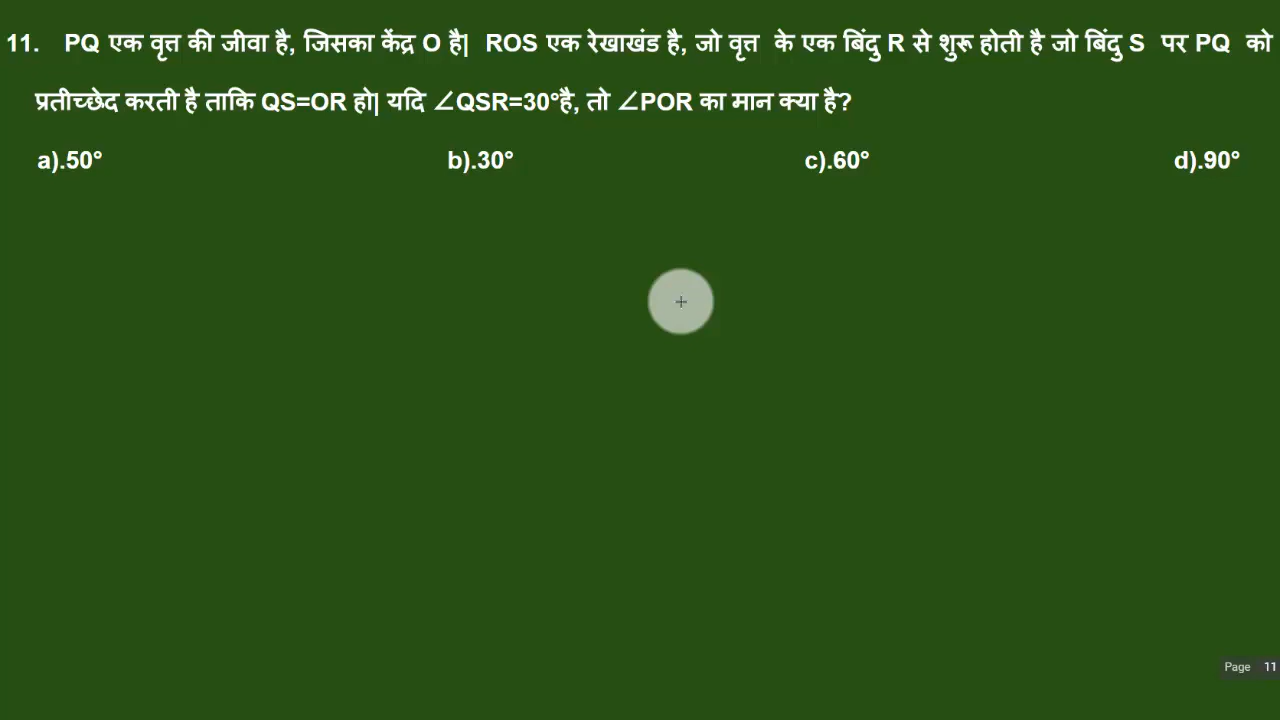 11. PQ एक वृत्त की जीवा है, जिसका केंद्र O है| ROS एक रेखाखंड है, जो वृत्त के एक बिंदु R से शुरू होती है जो बिंदु S पर PQ को
प्रतीच्छेद करती है ताकि QS=OR हो| यदि ∠QSR=30°है, तो ∠POR का मान क्या है?
a).50° b).30° c).60° d).90°
Page 11